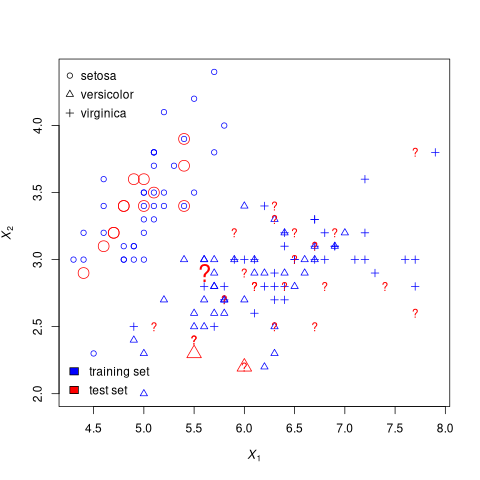 setosa
versicolor
virginica
X2
4.0
3.5
3.0
2.5
2.0
? ? ? ? ? ? ? ? ? ? ? ? ? ? ? ? ? ? ? ? ? ?
training set
test set
4.5 5.0 5.5 6.0 6.5 7.0 7.5 8.0
X1